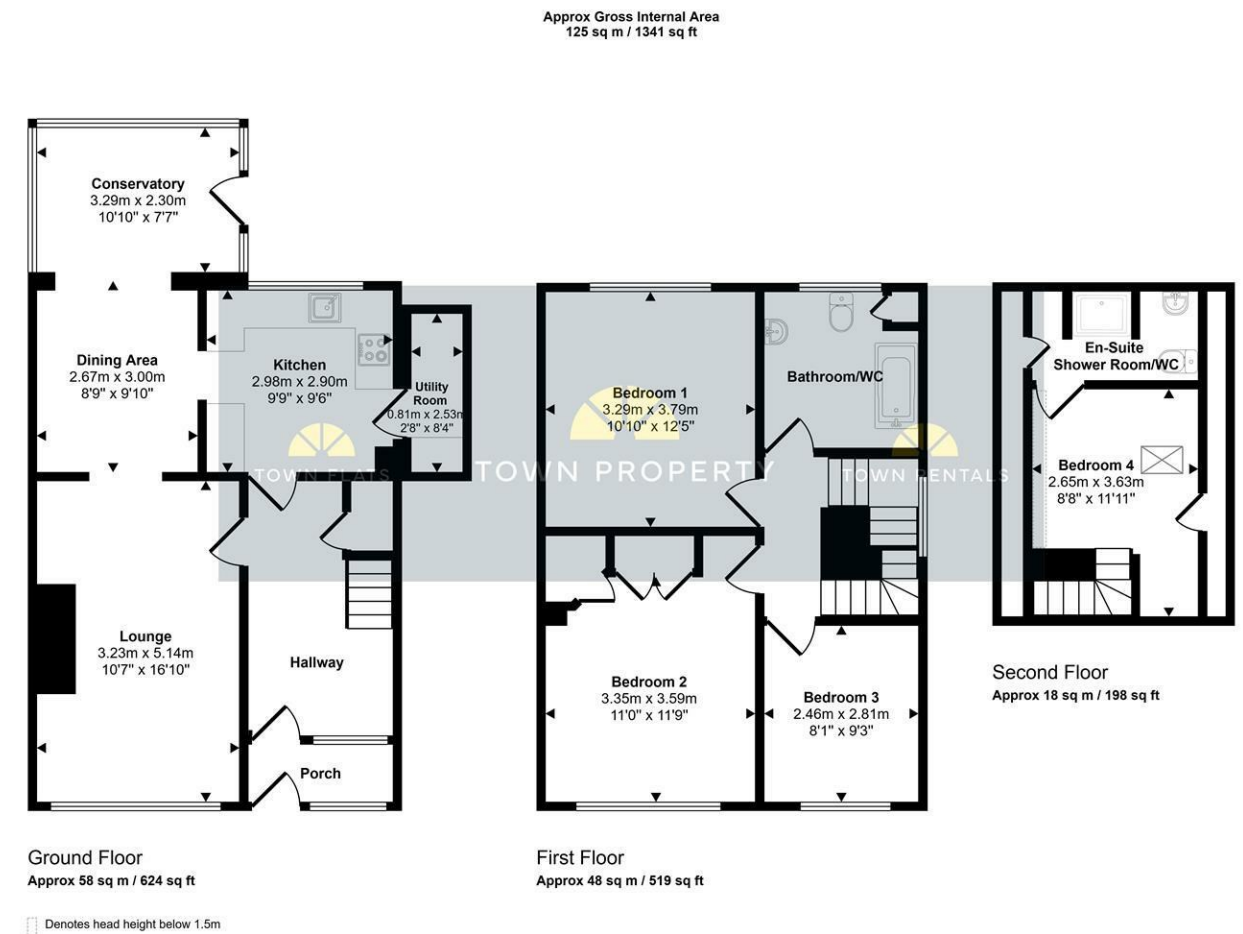 Approx Gross Internal Area
125 sq m / 1341 sq ft
Conservatory
3.29m x 2.30m
10'10" x 7'7"
Dining Area
2.67m x 3.00m
8'9" x 9'10"
Kitchen
2.98m x 2.90m
9'9" x 9'6"
Utility
Room
0.81m x 2.53m
2'8" x 8'4"
Lounge
3.23m x 5.14m
10'7" x 16'10"
Hallway
Porch
Ground Floor
Approx 58 sq m / 624 sq ft
Denotes head height below 1.5m
Bedroom 1
3.29m x 3.79m
10'10" x 12'5"
Bathroom/WC
Bedroom 2
3.35m x 3.59m
11'0" x 11'9"
Bedroom 3
2.46m x 2.81m
8'1" x 9'3"
First Floor
Approx 48 sq m / 519 sq ft
En-Suite
Shower Room/WC
Bedroom 4
2.65m x 3.63m
8'8" x 11'11"
Second Floor
Approx 18 sq m / 198 sq ft
TOWN FLATS
TOWN PROPERTY
TOWN RENTALS